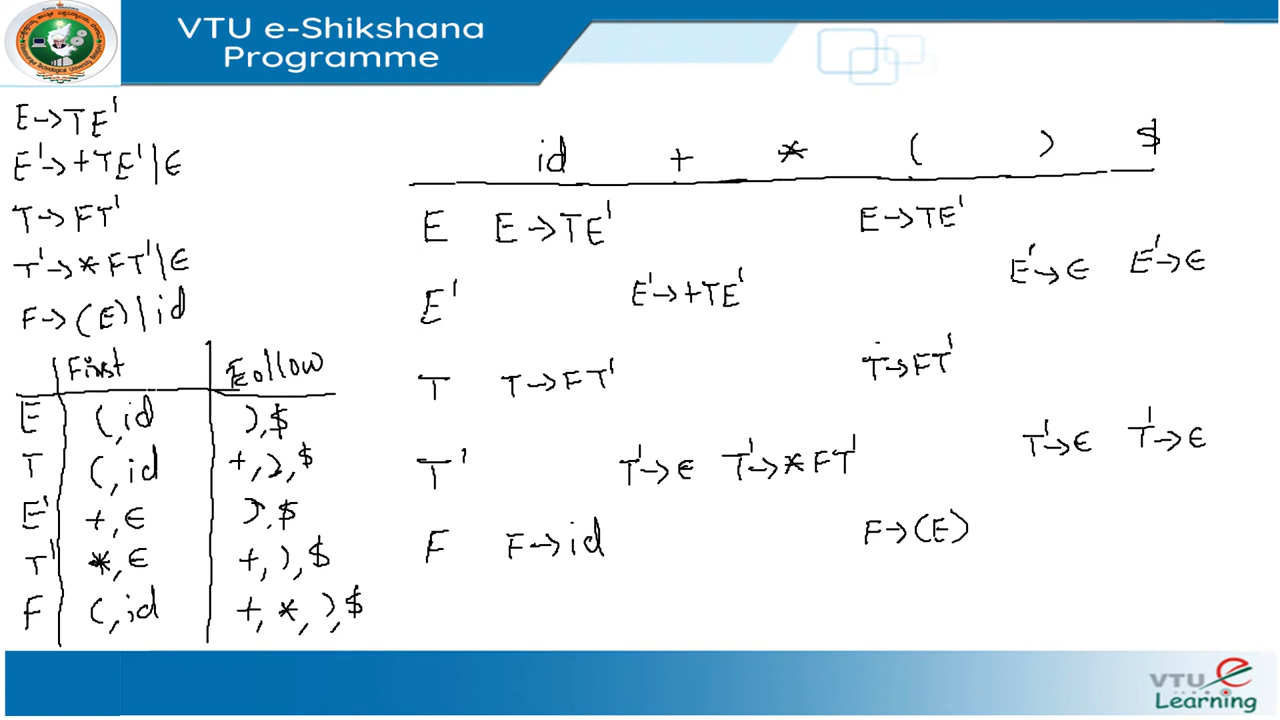 VTU e-Shikshana
Programme
E→TE'
E'→+TE'|∈
T→FT'
T'→*FT'|∈
F→(E)|id
First Follow
E (,id ),$
T (,id +,),$
E' +,∈ ),$
T' *,∈ +,),$
F (,id +,*,),$
id + * ( ) $
E E→TE' E→TE'
E' E'→+TE' E'→∈ E'→∈
T T→FT' T→FT'
T' T'→∈ T'→*FT' T'→∈ T'→∈
F F→id F→(E)
VTU e
Learning